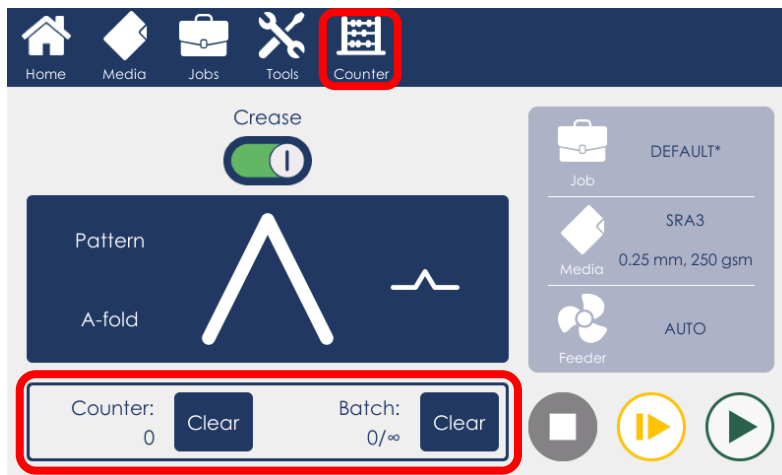 Home Media Jobs Tools Counter
Crease
Pattern
A-fold
Counter:
0
Clear
Batch:
0/∞
Clear
DEFAULT*
Job
SRA3
0.25 mm, 250 gsm
Media
AUTO
Feeder